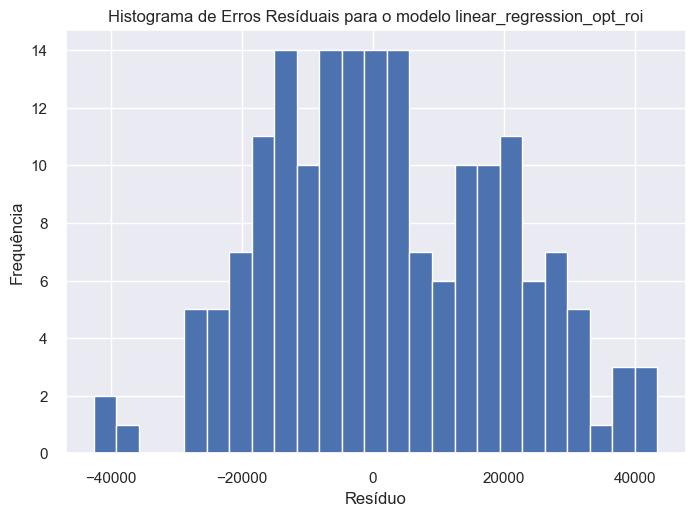 Histograma de Erros Resíduais para o modelo linear_regression_opt_roi
14
12
10
8
6
4
2
0
Frequência
−40000 −20000 0 20000 40000
Resíduo